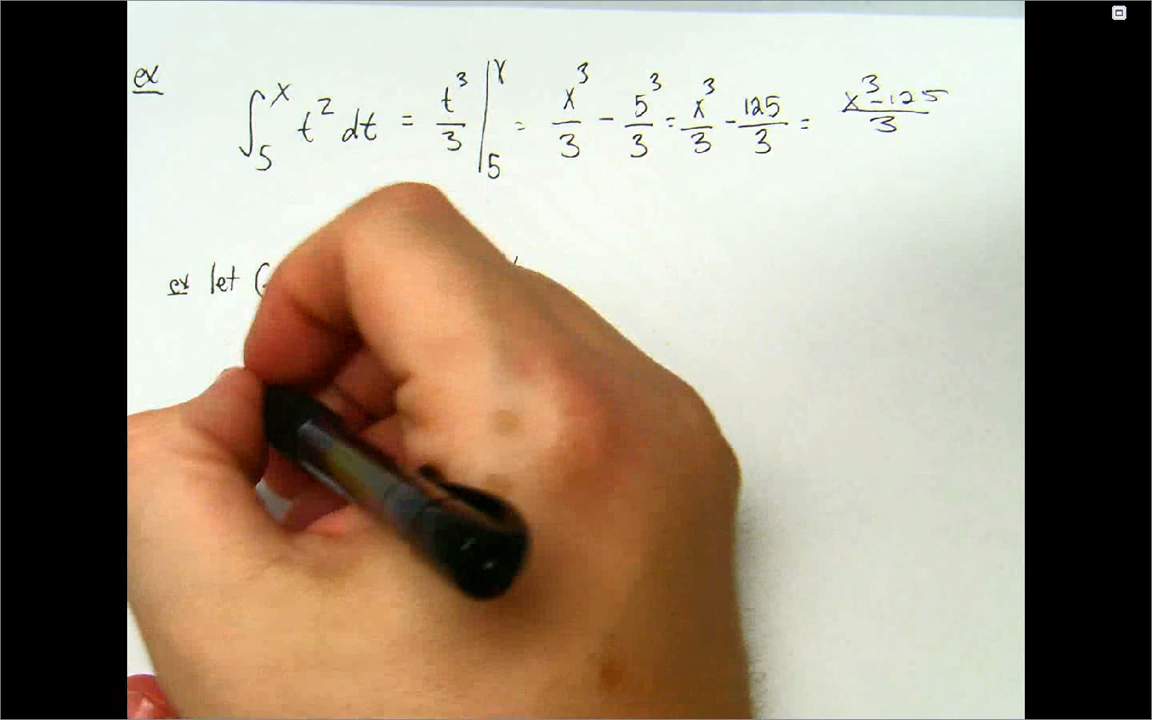 ex
∫₅ˣ t² dt = t³/3 |₅ˣ = x³/3 - 5³/3 = x³/3 - 125/3 = x³-125/3
ex let